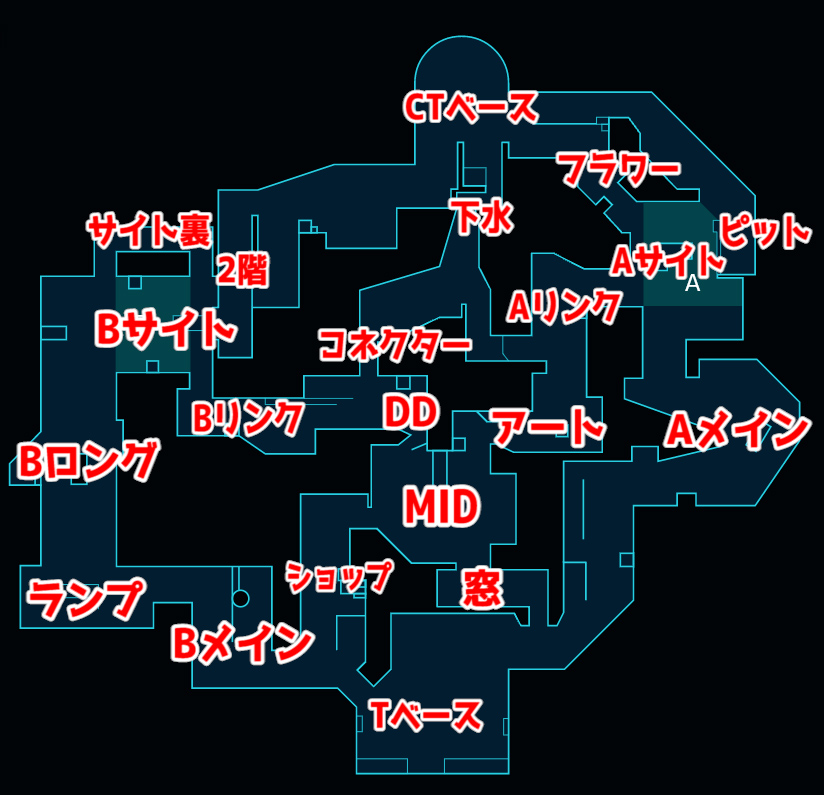 CTベース
フラワー
下水
サイト裏
ピット
2階
Aサイト
A
Aリンク
Bサイト
コネクター
Bリンク
DD
アート
Aメイン
Bロング
MID
ショップ
窓
ランプ
Bメイン
Tベース